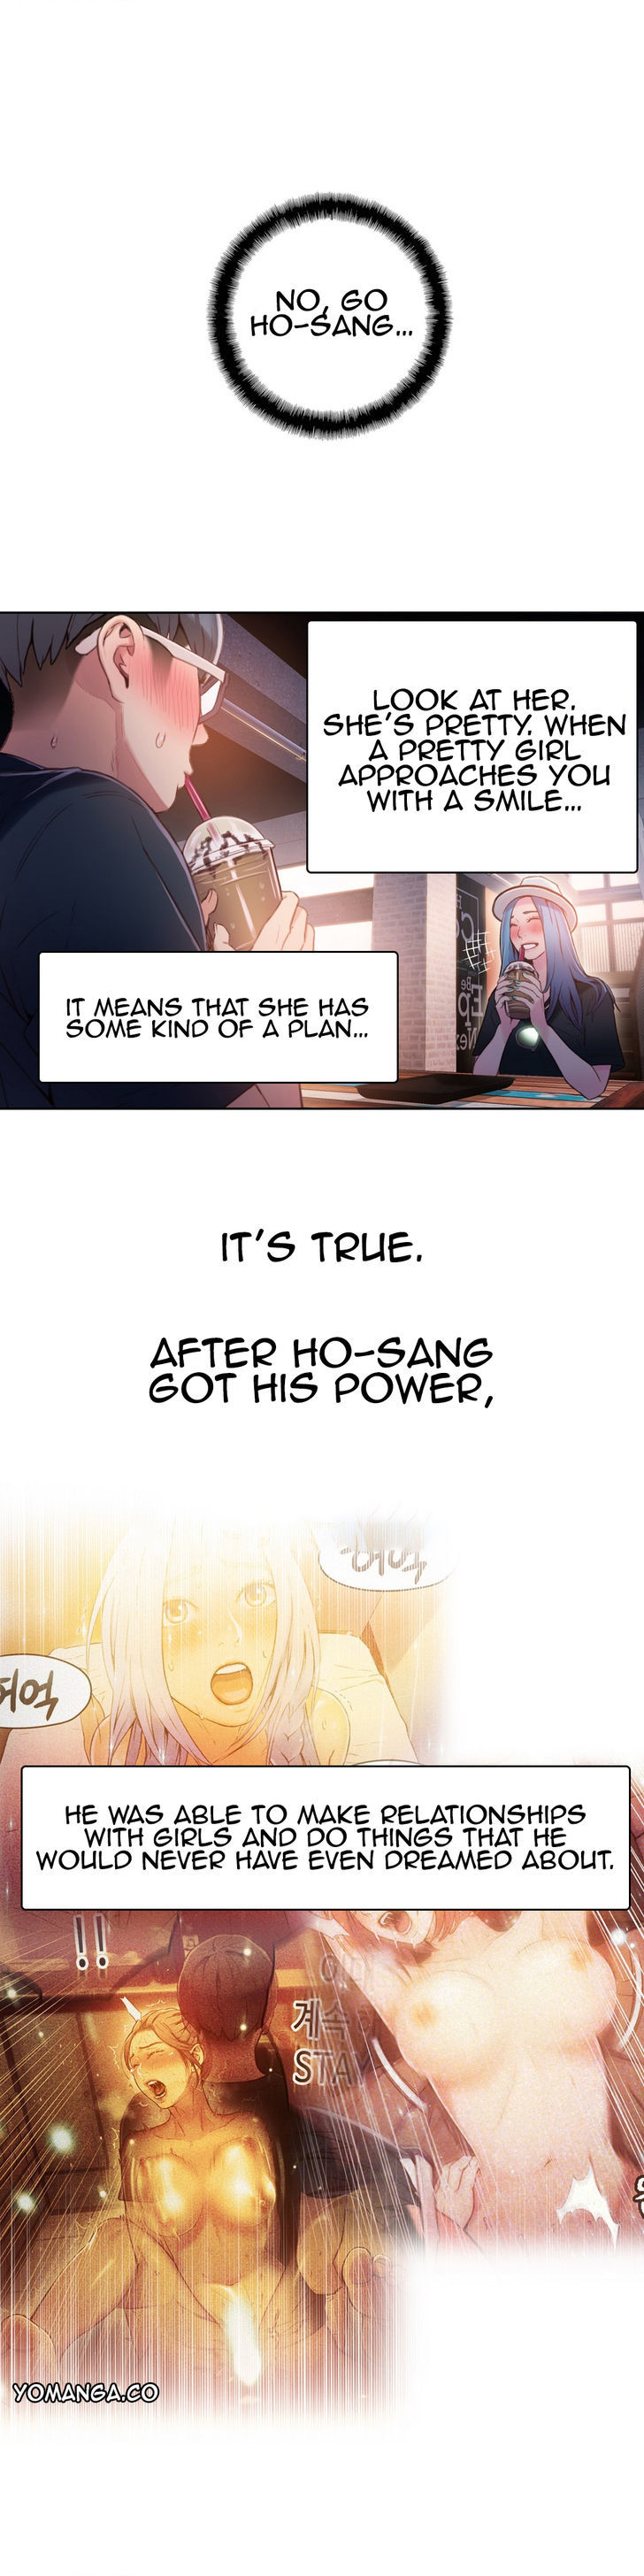 NO, GO
HO-SANG...
LOOK AT HER.
SHE'S PRETTY. WHEN
A PRETTY GIRL
APPROACHES YOU
WITH A SMILE...
IT MEANS THAT SHE HAS
SOME KIND OF A PLAN...
IT'S TRUE.
AFTER HO-SANG
GOT HIS POWER,
허억
허억
HE WAS ABLE TO MAKE RELATIONSHIPS
WITH GIRLS AND DO THINGS THAT HE
WOULD NEVER HAVE EVEN DREAMED ABOUT.
!!
계속
STAY
YOMANGA.CO